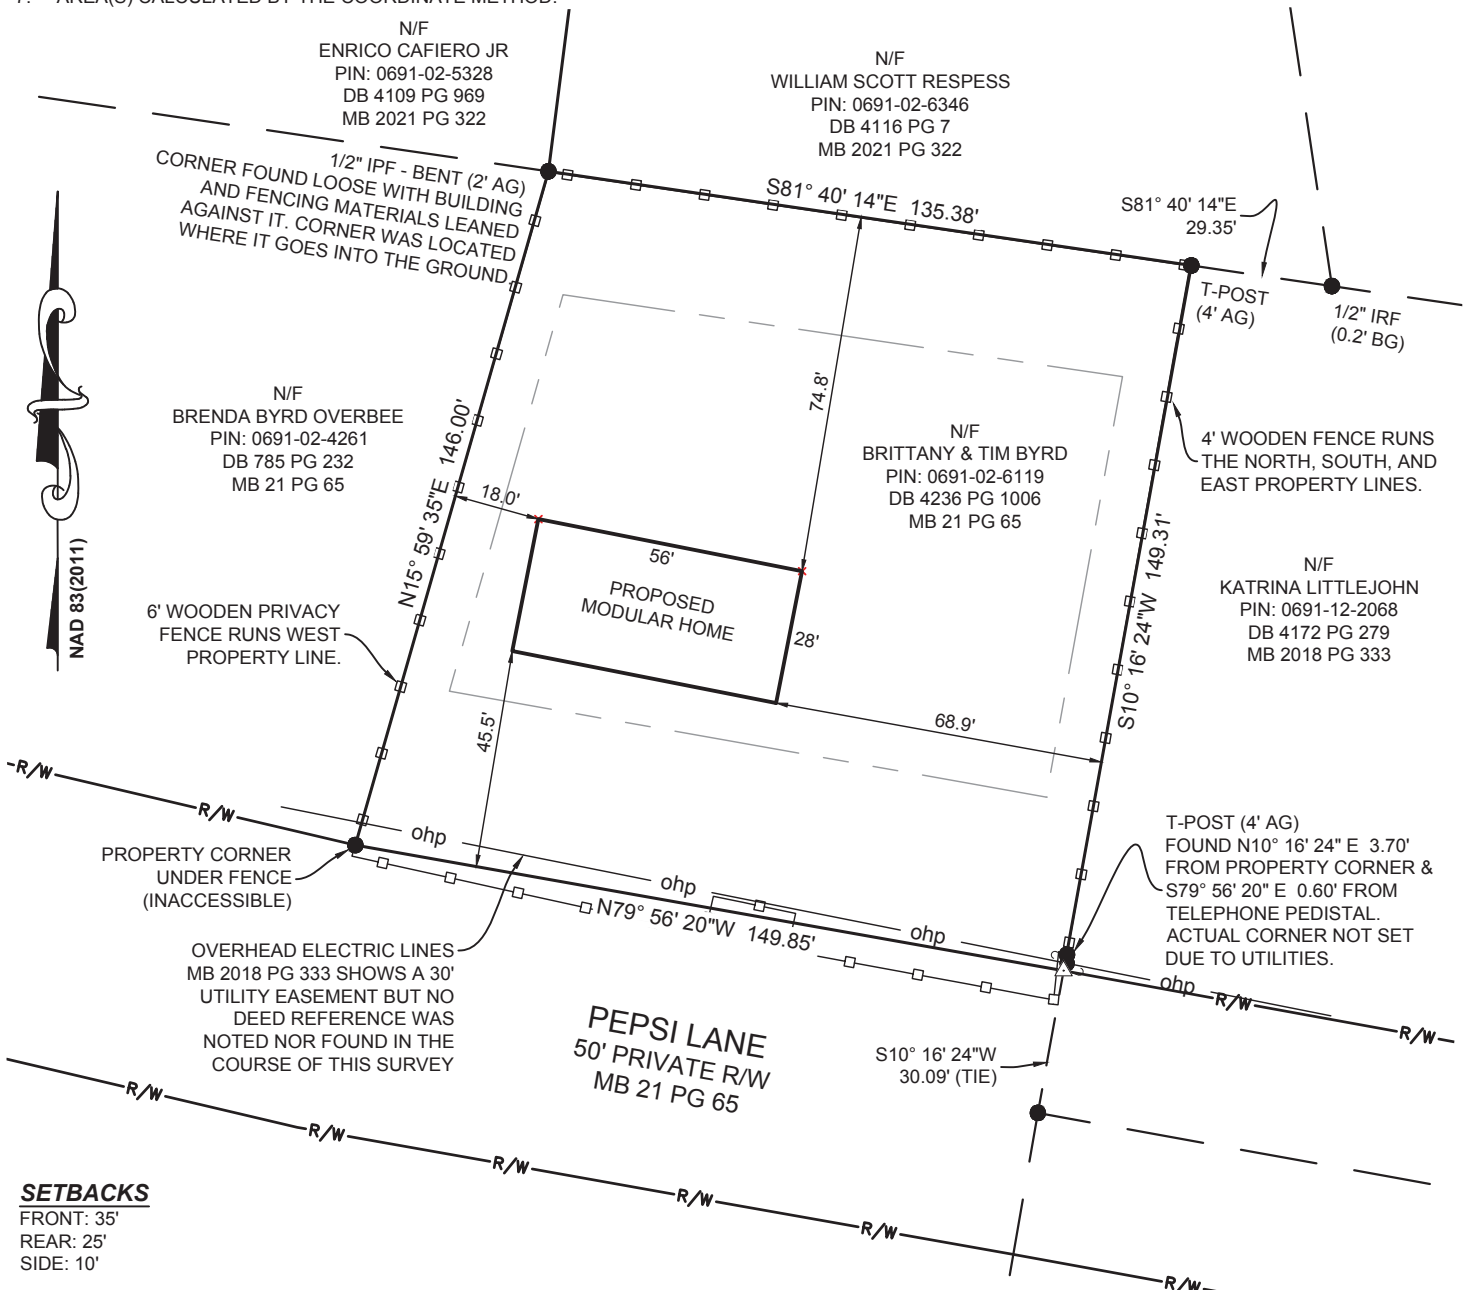 7. AREA(S) CALCULATED BY THE COORDINATE METHOD.
N/F
ENRICO CAFIERO JR
PIN: 0691-02-5328
DB 4109 PG 969
MB 2021 PG 322
N/F
WILLIAM SCOTT RESPESS
PIN: 0691-02-6346
DB 4116 PG 7
MB 2021 PG 322
1/2" IPF - BENT (2' AG)
CORNER FOUND LOOSE WITH BUILDING
AND FENCING MATERIALS LEANED
AGAINST IT. CORNER WAS LOCATED
WHERE IT GOES INTO THE GROUND.
S81° 40' 14"E 135.38'
S81° 40' 14"E
29.35'
T-POST
(4' AG)
1/2" IRF
(0.2' BG)
NAD 83(2011)
N/F
BRENDA BYRD OVERBEE
PIN: 0691-02-4261
DB 785 PG 232
MB 21 PG 65
N15° 59' 35"E 146.00'
18.0'
74.8'
N/F
BRITTANY & TIM BYRD
PIN: 0691-02-6119
DB 4236 PG 1006
MB 21 PG 65
4' WOODEN FENCE RUNS
THE NORTH, SOUTH, AND
EAST PROPERTY LINES.
S10° 16' 24"W 149.31'
N/F
KATRINA LITTLEJOHN
PIN: 0691-12-2068
DB 4172 PG 279
MB 2018 PG 333
56'
PROPOSED
MODULAR HOME
28'
6' WOODEN PRIVACY
FENCE RUNS WEST
PROPERTY LINE.
45.5'
68.9'
R/W
R/W
ohp
ohp
ohp
ohp
R/W
R/W
PROPERTY CORNER
UNDER FENCE
(INACCESSIBLE)
N79° 56' 20"W 149.85'
T-POST (4' AG)
FOUND N10° 16' 24" E 3.70'
FROM PROPERTY CORNER &
S79° 56' 20" E 0.60' FROM
TELEPHONE PEDISTAL.
ACTUAL CORNER NOT SET
DUE TO UTILITIES.
OVERHEAD ELECTRIC LINES
MB 2018 PG 333 SHOWS A 30'
UTILITY EASEMENT BUT NO
DEED REFERENCE WAS
NOTED NOR FOUND IN THE
COURSE OF THIS SURVEY
PEPSI LANE
50' PRIVATE R/W
MB 21 PG 65
S10° 16' 24"W
30.09' (TIE)
R/W
R/W
R/W
R/W
R/W
R/W
SETBACKS
FRONT: 35'
REAR: 25'
SIDE: 10'